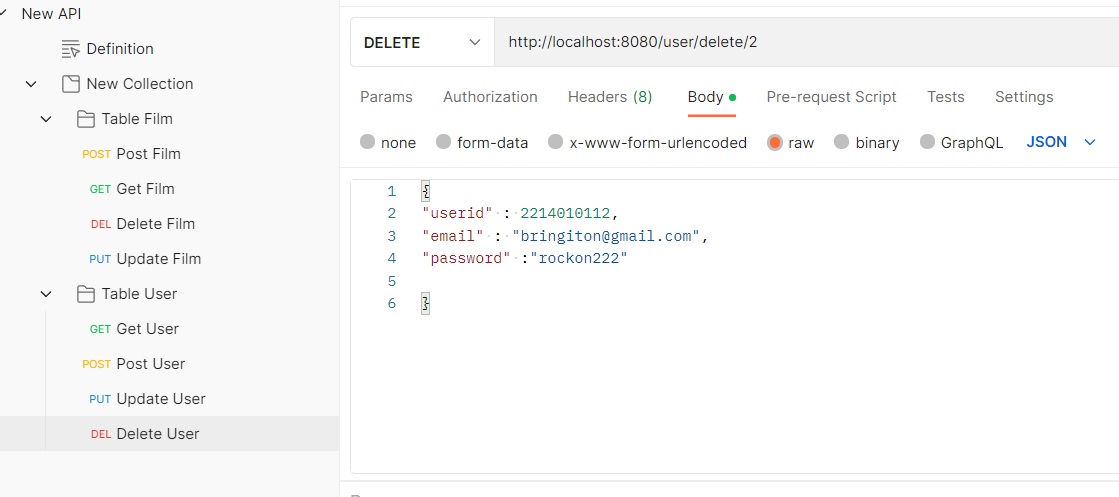 New API
Definition
New Collection
Table Film
POST Post Film
GET Get Film
DEL Delete Film
PUT Update Film
Table User
GET Get User
POST Post User
PUT Update User
DEL Delete User
DELETE http://localhost:8080/user/delete/2
Params Authorization Headers (8) Body Pre-request Script Tests Settings
none form-data x-www-form-urlencoded raw binary GraphQL JSON
1 {
2 "userid" : 2214010112,
3 "email" : "bringiton@gmail.com",
4 "password" :"rockon222"
5
6 }